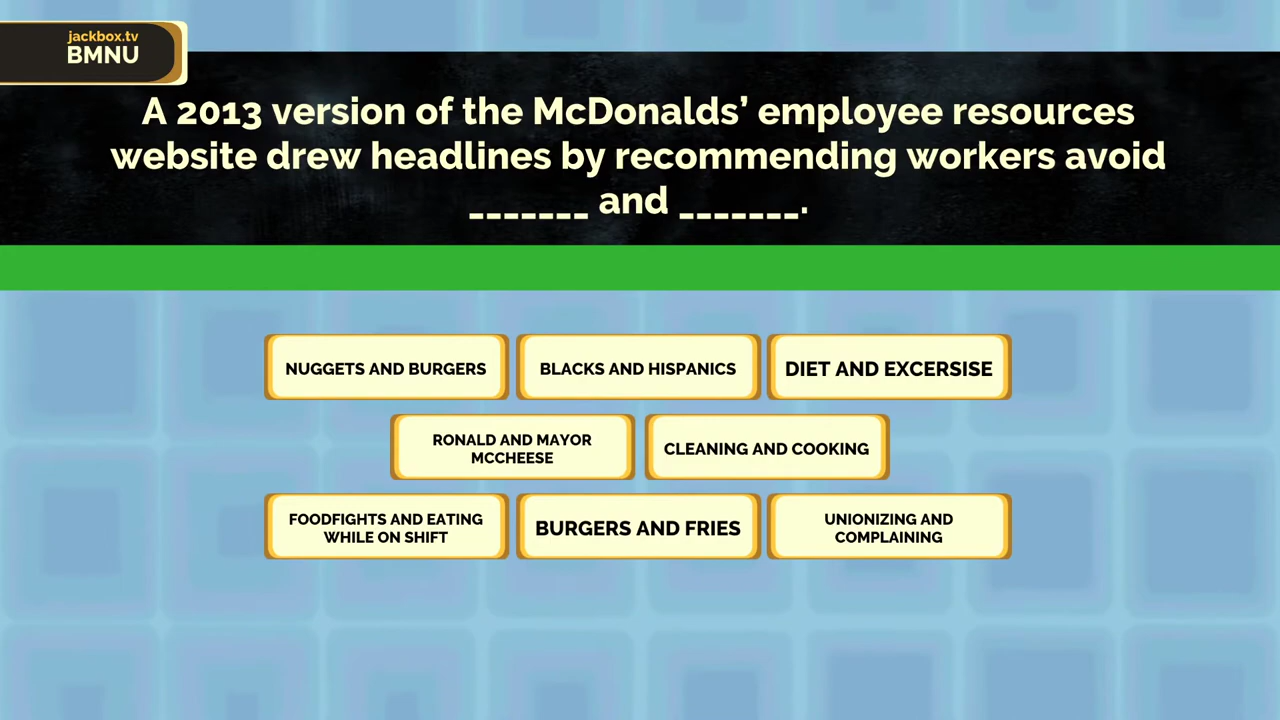 jackbox.tv
BMNU
A 2013 version of the McDonalds’ employee resources
website drew headlines by recommending workers avoid
_______ and _______.
NUGGETS AND BURGERS
BLACKS AND HISPANICS
DIET AND EXCERSISE
RONALD AND MAYOR
MCCHEESE
CLEANING AND COOKING
FOODFIGHTS AND EATING
WHILE ON SHIFT
BURGERS AND FRIES
UNIONIZING AND
COMPLAINING